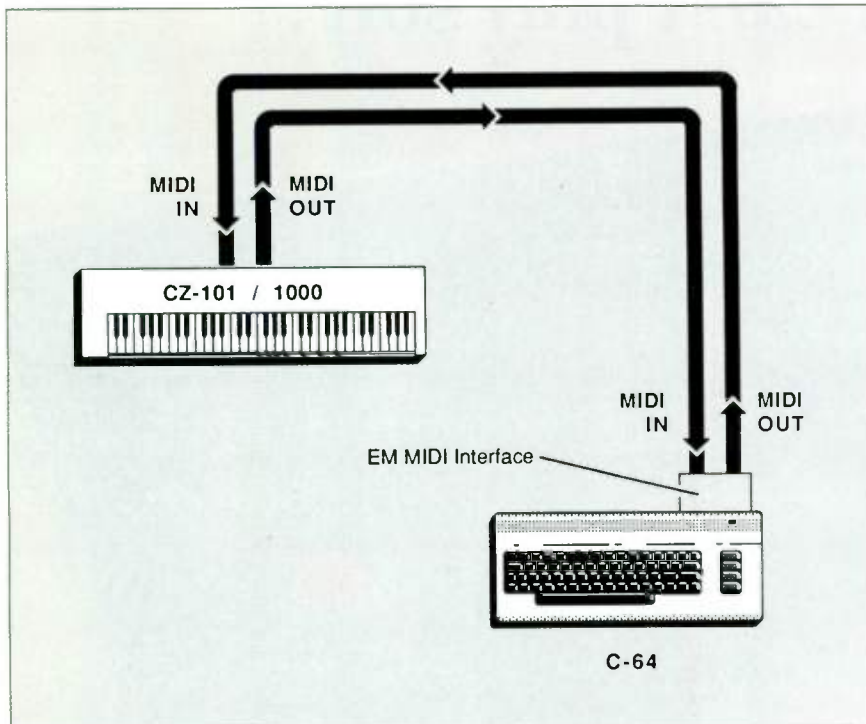 MIDI
IN
MIDI
OUT
CZ-101 / 1000
MIDI
IN
MIDI
OUT
EM MIDI Interface
C-64